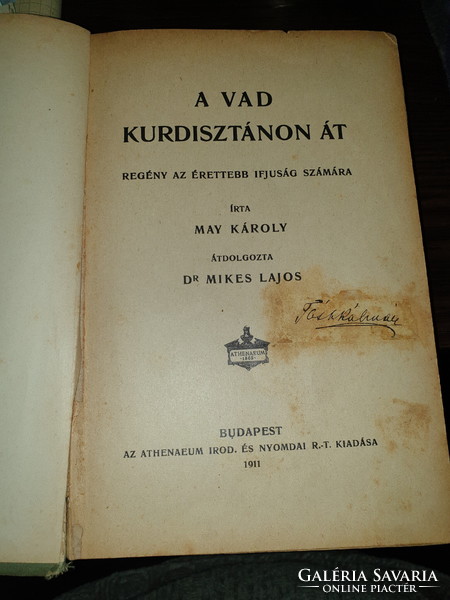 A VAD
KURDISZTÁNON ÁT
REGÉNY AZ ÉRETTEBB IFJUSÁG SZÁMÁRA
ÍRTA
MAY KÁROLY
ÁTDOLGOZTA
DR MIKES LAJOS
ATHENAEUM
BUDAPEST
AZ ATHENAEUM IROD. ÉS NYOMDAI R.-T. KIADÁSA
1911
GALÉRIA SAVARIA
ONLINE PIACTÉR